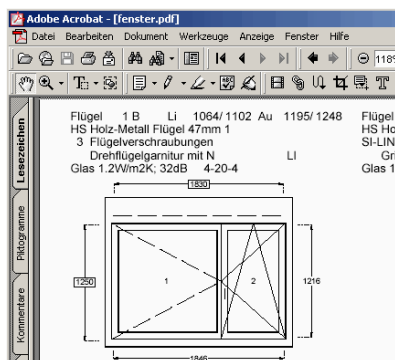 Adobe Acrobat - [fenster.pdf]
Datei Bearbeiten Dokument Werkzeuge Anzeige Fenster Hilfe
118%
Lesezeichen
Piktogramme
Kommentare
Flügel 1 B Li 1064/ 1102 Au 1195/ 1248 Flügel
HS Holz-Metall Flügel 47mm 1 HS Ho
3 Flügelverschraubungen SI-LIN
Drehflügelgarnitur mit N LI Gri
Glas 1.2W/m2K; 32dB 4-20-4 Glas 1
1830
1250
1
2
1216
1846